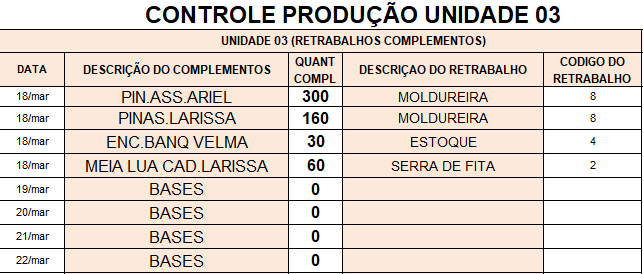 CONTROLE PRODUÇÃO UNIDADE 03
UNIDADE 03 (RETRABALHOS COMPLEMENTOS)
DATA DESCRIÇÃO DO COMPLEMENTOS QUANT COMPL DESCRIÇAO DO RETRABALHO CODIGO DO RETRABALHO
18/mar PIN.ASS.ARIEL 300 MOLDUREIRA 8
18/mar PINAS.LARISSA 160 MOLDUREIRA 8
18/mar ENC.BANQ VELMA 30 ESTOQUE 4
18/mar MEIA LUA CAD.LARISSA 60 SERRA DE FITA 2
19/mar BASES 0
20/mar BASES 0
21/mar BASES 0
22/mar BASES 0